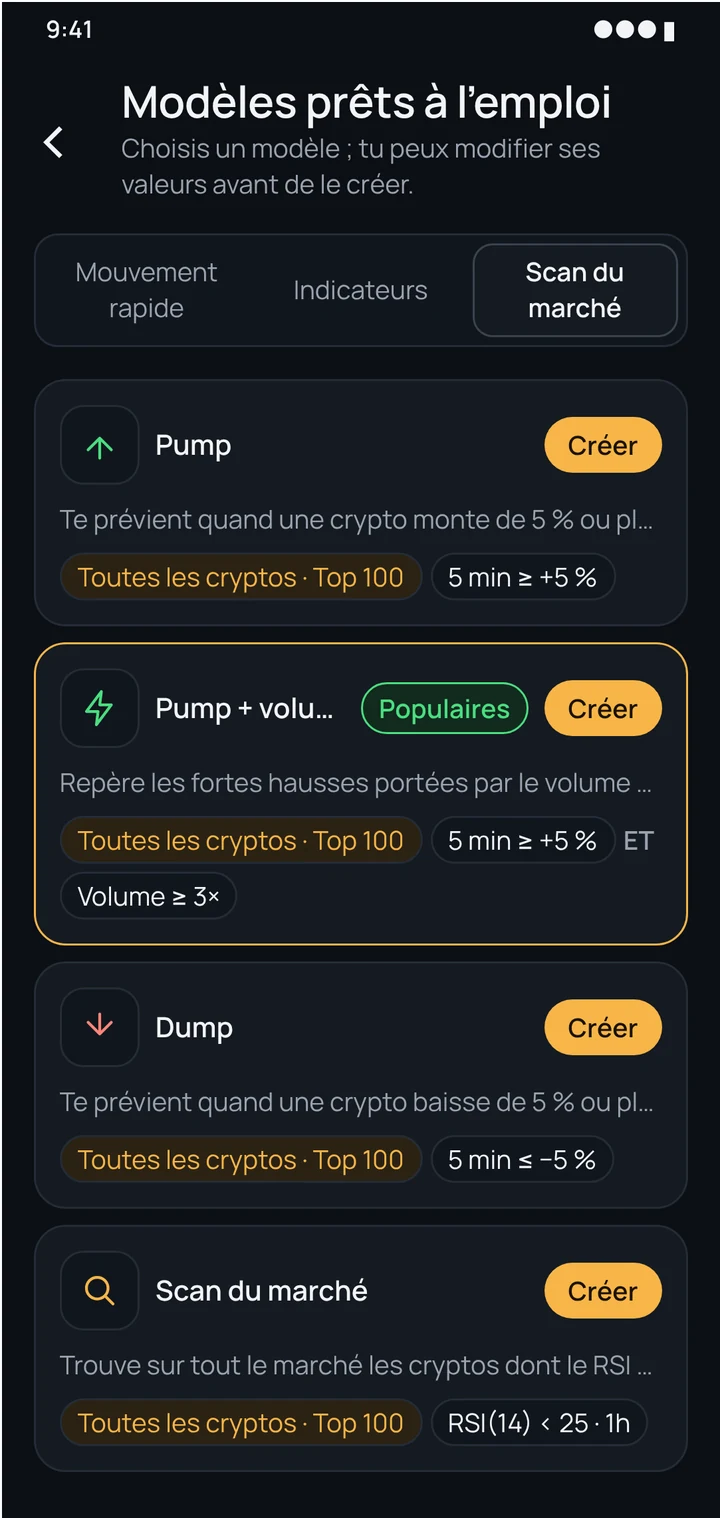 9:41
Modèles prêts à l’emploi
Choisis un modèle ; tu peux modifier ses
valeurs avant de le créer.
Mouvement
rapide
Indicateurs
Scan du
marché
Pump
Créer
Te prévient quand une crypto monte de 5 % ou pl…
Toutes les cryptos · Top 100
5 min ≥ +5 %
Pump + volu…
Populaires
Créer
Repère les fortes hausses portées par le volume …
Toutes les cryptos · Top 100
5 min ≥ +5 %
ET
Volume ≥ 3×
Dump
Créer
Te prévient quand une crypto baisse de 5 % ou pl…
Toutes les cryptos · Top 100
5 min ≤ −5 %
Scan du marché
Créer
Trouve sur tout le marché les cryptos dont le RSI …
Toutes les cryptos · Top 100
RSI(14) < 25 · 1h